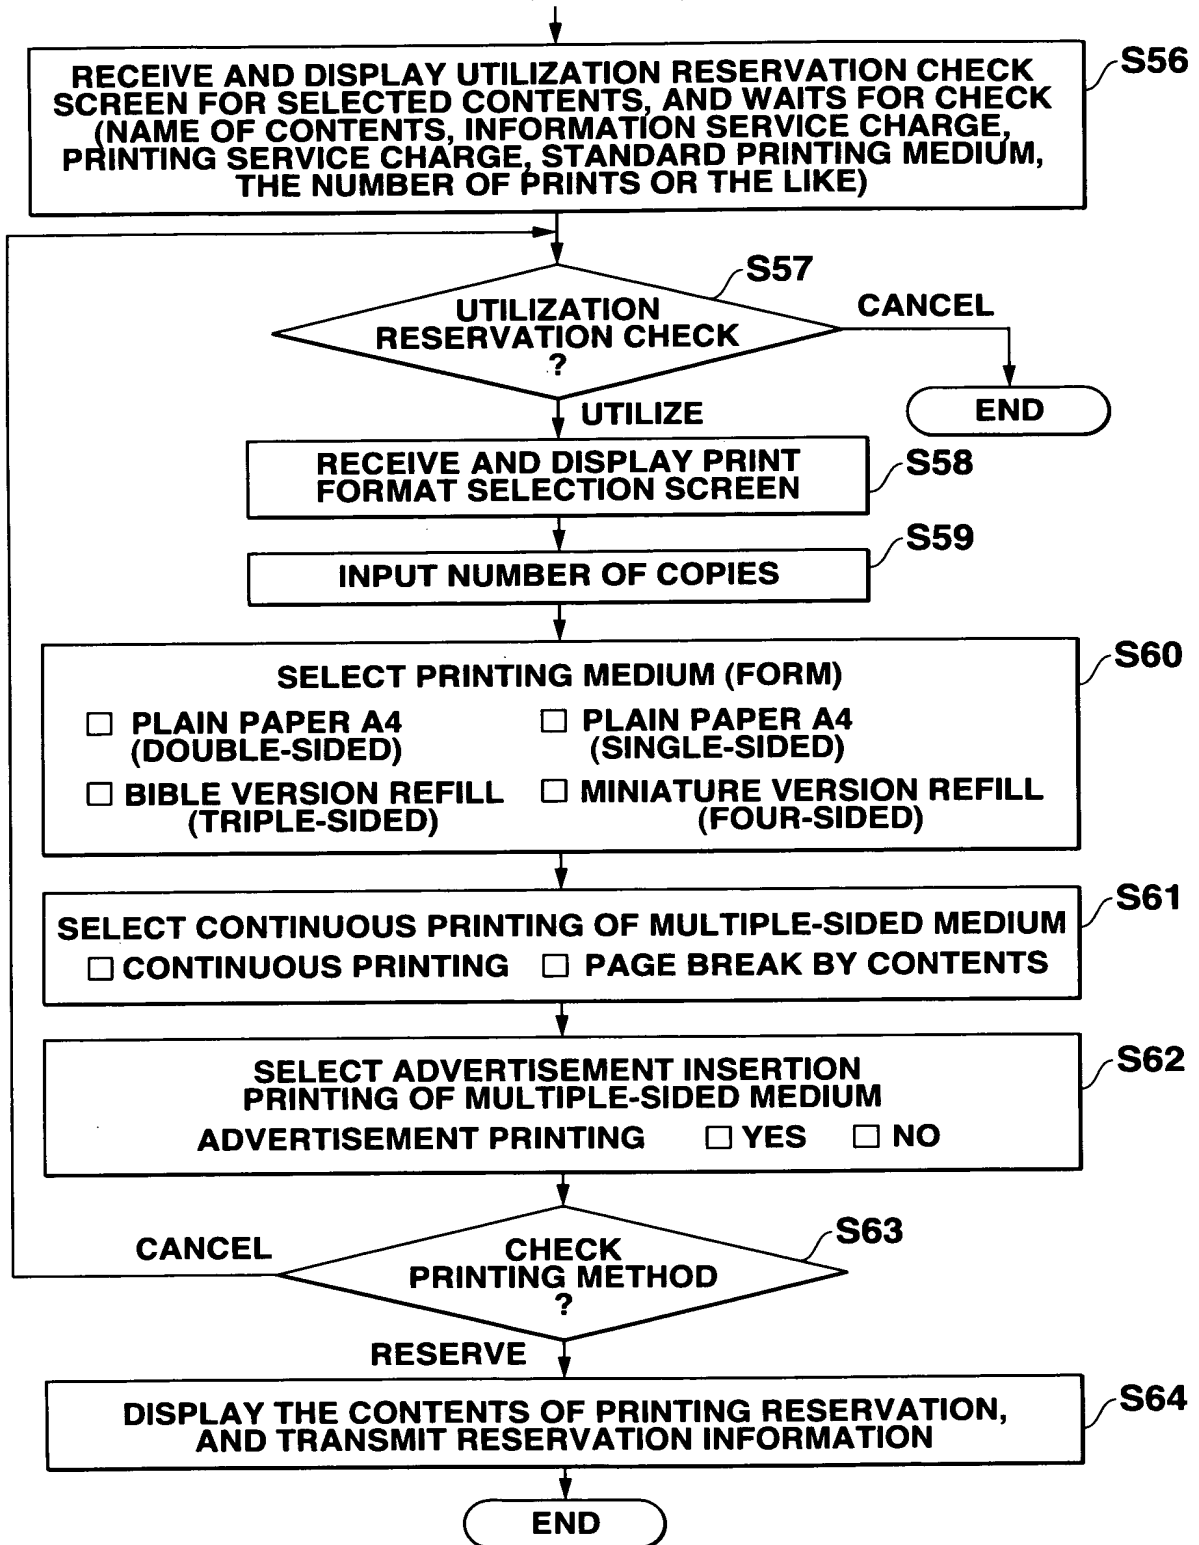 S56
RECEIVE AND DISPLAY UTILIZATION RESERVATION CHECK
SCREEN FOR SELECTED CONTENTS, AND WAITS FOR CHECK
(NAME OF CONTENTS, INFORMATION SERVICE CHARGE,
PRINTING SERVICE CHARGE, STANDARD PRINTING MEDIUM,
THE NUMBER OF PRINTS OR THE LIKE)
S57
UTILIZATION
RESERVATION CHECK
?
CANCEL
END
UTILIZE
RECEIVE AND DISPLAY PRINT
FORMAT SELECTION SCREEN
S58
S59
INPUT NUMBER OF COPIES
S60
SELECT PRINTING MEDIUM (FORM)
PLAIN PAPER A4
(DOUBLE-SIDED)
PLAIN PAPER A4
(SINGLE-SIDED)
BIBLE VERSION REFILL
(TRIPLE-SIDED)
MINIATURE VERSION REFILL
(FOUR-SIDED)
S61
SELECT CONTINUOUS PRINTING OF MULTIPLE-SIDED MEDIUM
CONTINUOUS PRINTING PAGE BREAK BY CONTENTS
S62
SELECT ADVERTISEMENT INSERTION
PRINTING OF MULTIPLE-SIDED MEDIUM
ADVERTISEMENT PRINTING YES NO
S63
CHECK
PRINTING METHOD
?
CANCEL
RESERVE
S64
DISPLAY THE CONTENTS OF PRINTING RESERVATION,
AND TRANSMIT RESERVATION INFORMATION
END